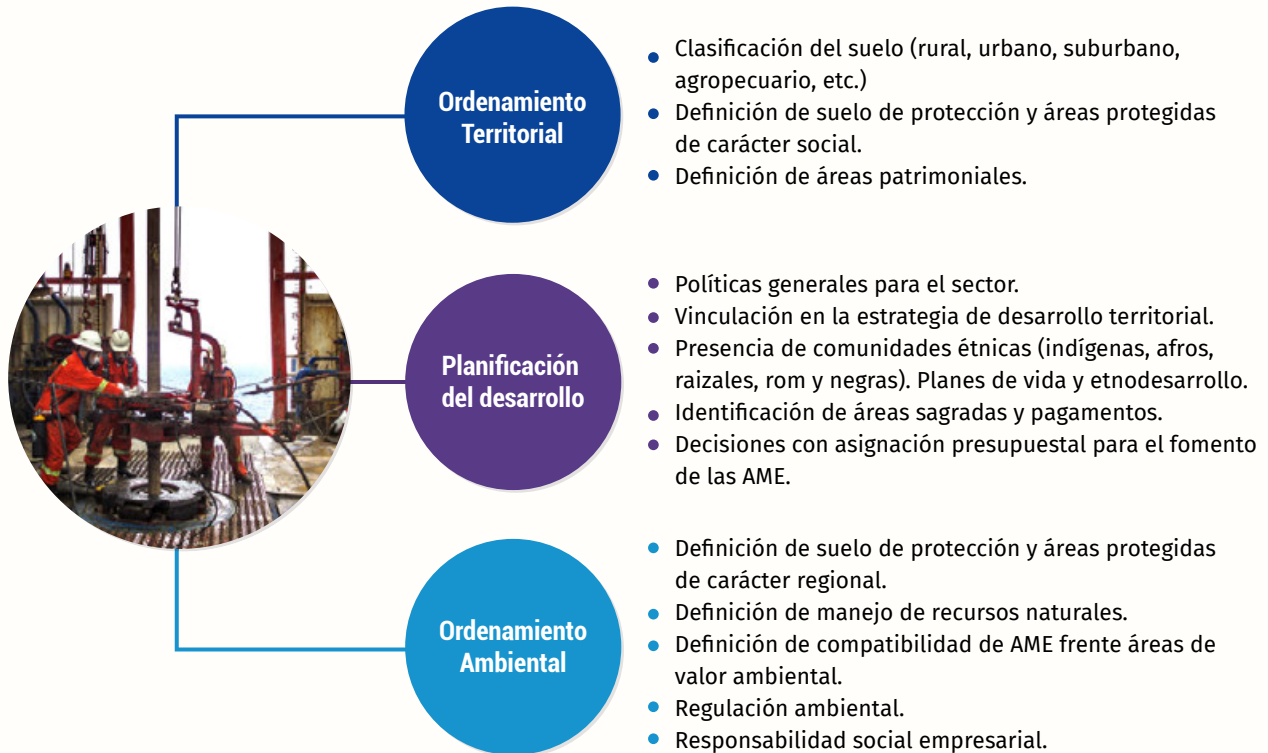 Ordenamiento
Territorial
Clasificación del suelo (rural, urbano, suburbano,
agropecuario, etc.)
Definición de suelo de protección y áreas protegidas
de carácter social.
Definición de áreas patrimoniales.
Planificación
del desarrollo
Políticas generales para el sector.
Vinculación en la estrategia de desarrollo territorial.
Presencia de comunidades étnicas (indígenas, afros,
raizales, rom y negras). Planes de vida y etnodesarrollo.
Identificación de áreas sagradas y pagamentos.
Decisiones con asignación presupuestal para el fomento
de las AME.
Ordenamiento
Ambiental
Definición de suelo de protección y áreas protegidas
de carácter regional.
Definición de manejo de recursos naturales.
Definición de compatibilidad de AME frente áreas de
valor ambiental.
Regulación ambiental.
Responsabilidad social empresarial.